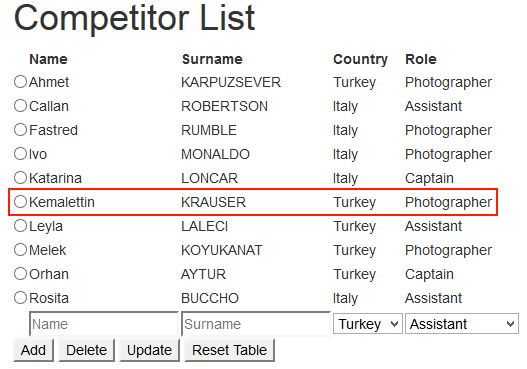 Competitor List
Name Surname Country Role
Ahmet KARPUZSEVER Turkey Photographer
Callan ROBERTSON Italy Assistant
Fastred RUMBLE Italy Photographer
Ivo MONALDO Italy Photographer
Katarina LONCAR Italy Captain
Kemalettin KRAUSER Turkey Photographer
Leyla LALECI Turkey Assistant
Melek KOYUKANAT Turkey Photographer
Orhan AYTUR Turkey Captain
Rosita BUCCHO Italy Assistant
Name Surname Turkey Assistant
Add Delete Update Reset Table